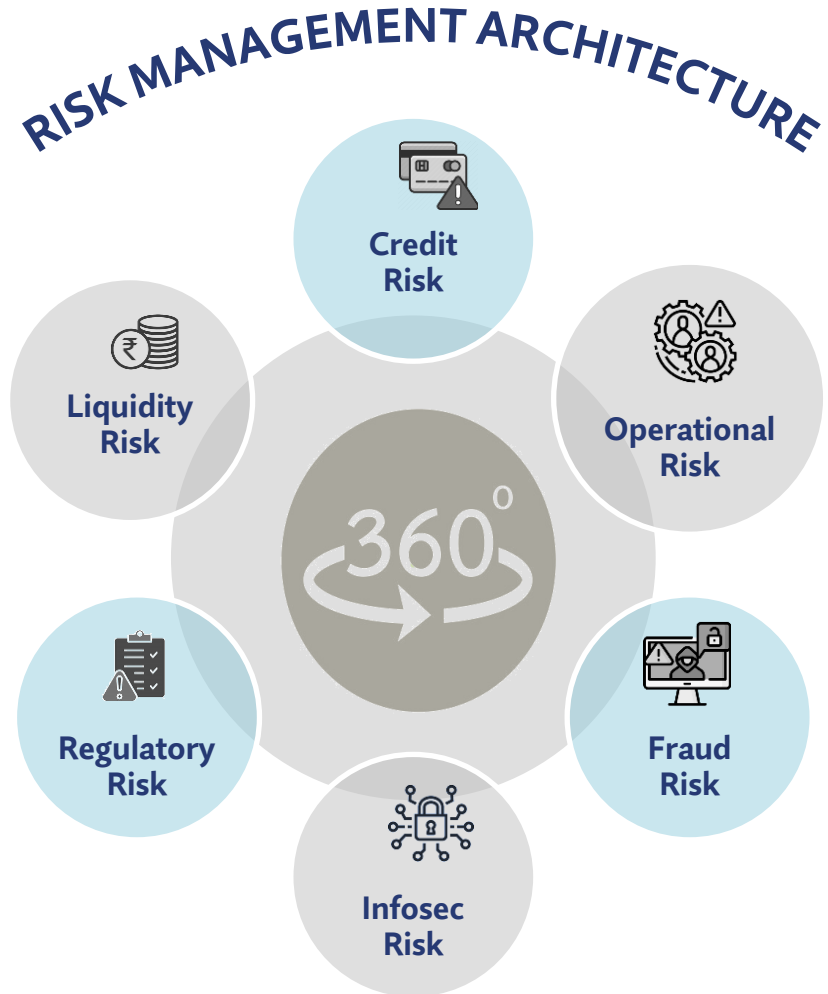 RISK MANAGEMENT ARCHITECTURE
Credit
Risk
Operational
Risk
Fraud
Risk
Infosec
Risk
Regulatory
Risk
₹
Liquidity
Risk
360°